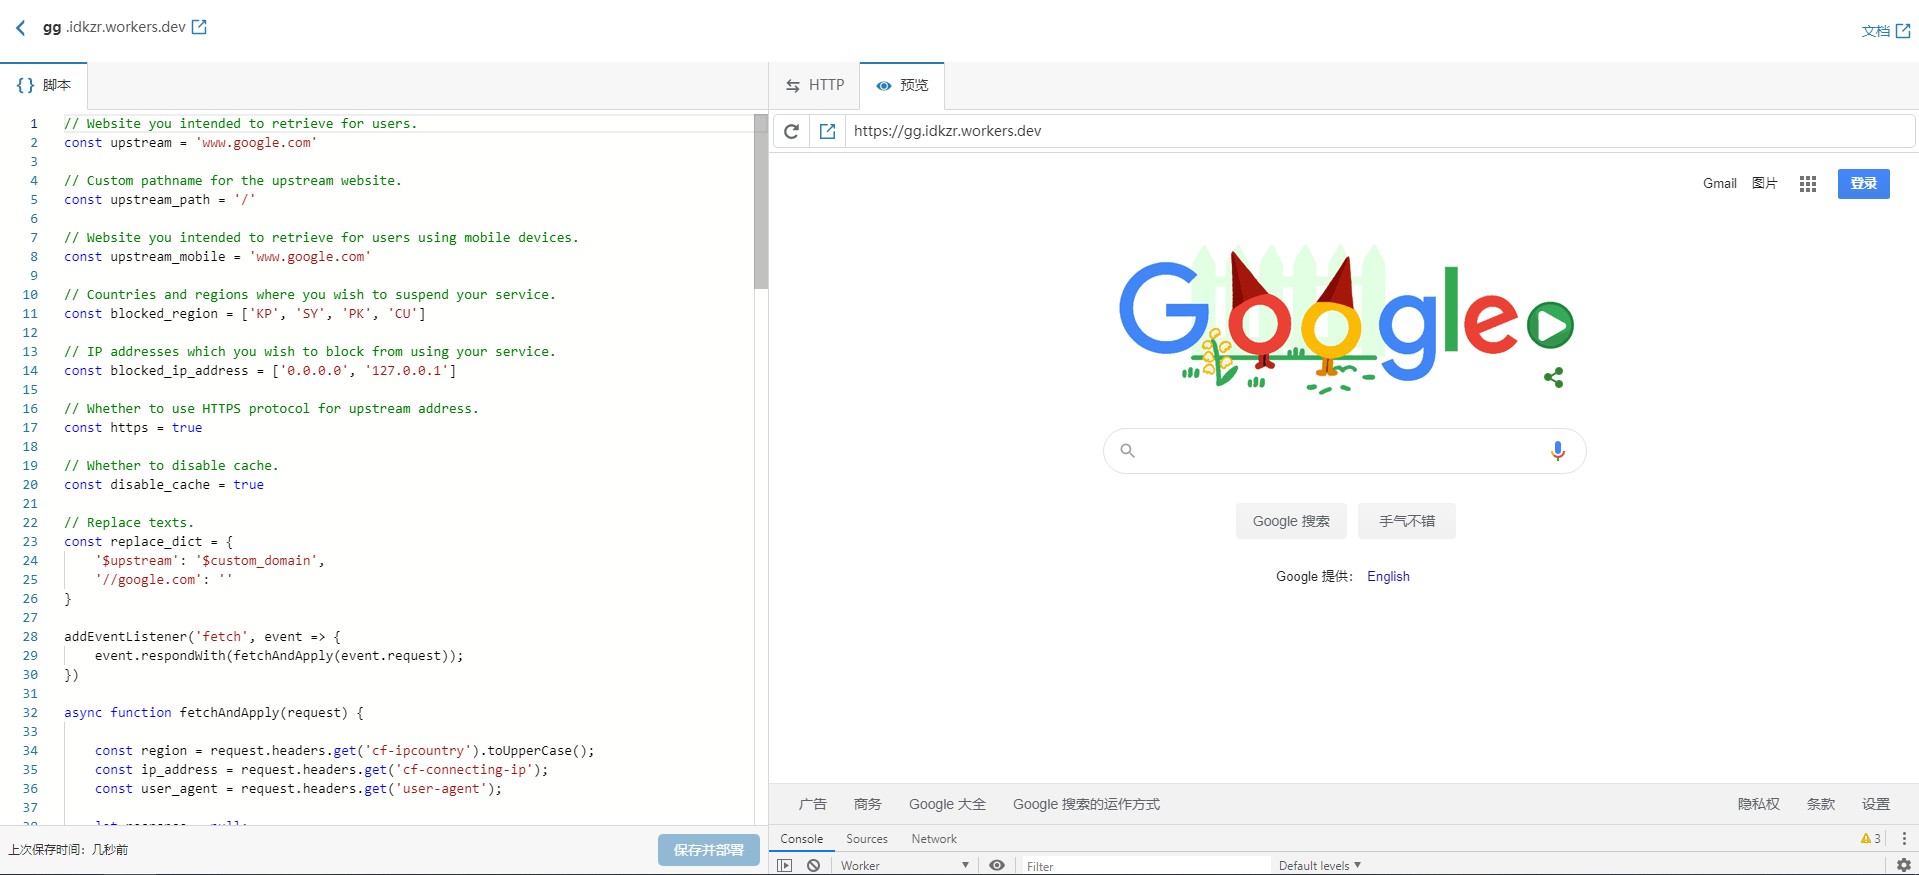 gg .idkzr.workers.dev
文档
{} 脚本
HTTP
预览
https://gg.idkzr.workers.dev
1 // Website you intended to retrieve for users.
2 const upstream = 'www.google.com'
3
4 // Custom pathname for the upstream website.
5 const upstream_path = '/'
6
7 // Website you intended to retrieve for users using mobile devices.
8 const upstream_mobile = 'www.google.com'
9
10 // Countries and regions where you wish to suspend your service.
11 const blocked_region = ['KP', 'SY', 'PK', 'CU']
12
13 // IP addresses which you wish to block from using your service.
14 const blocked_ip_address = ['0.0.0.0', '127.0.0.1']
15
16 // Whether to use HTTPS protocol for upstream address.
17 const https = true
18
19 // Whether to disable cache.
20 const disable_cache = true
21
22 // Replace texts.
23 const replace_dict = {
24 '$upstream': '$custom_domain',
25 '//google.com': ''
26 }
27
28 addEventListener('fetch', event => {
29 event.respondWith(fetchAndApply(event.request));
30 })
31
32 async function fetchAndApply(request) {
33
34 const region = request.headers.get('cf-ipcountry').toUpperCase();
35 const ip_address = request.headers.get('cf-connecting-ip');
36 const user_agent = request.headers.get('user-agent');
37
上次保存时间: 几秒前
保存并部署
Gmail 图片 登录
Google
Google 搜索 手气不错
Google 提供: English
广告 商务 Google 大全 Google 搜索的运作方式 隐私权 条款 设置
Console Sources Network 3
Worker Filter Default levels